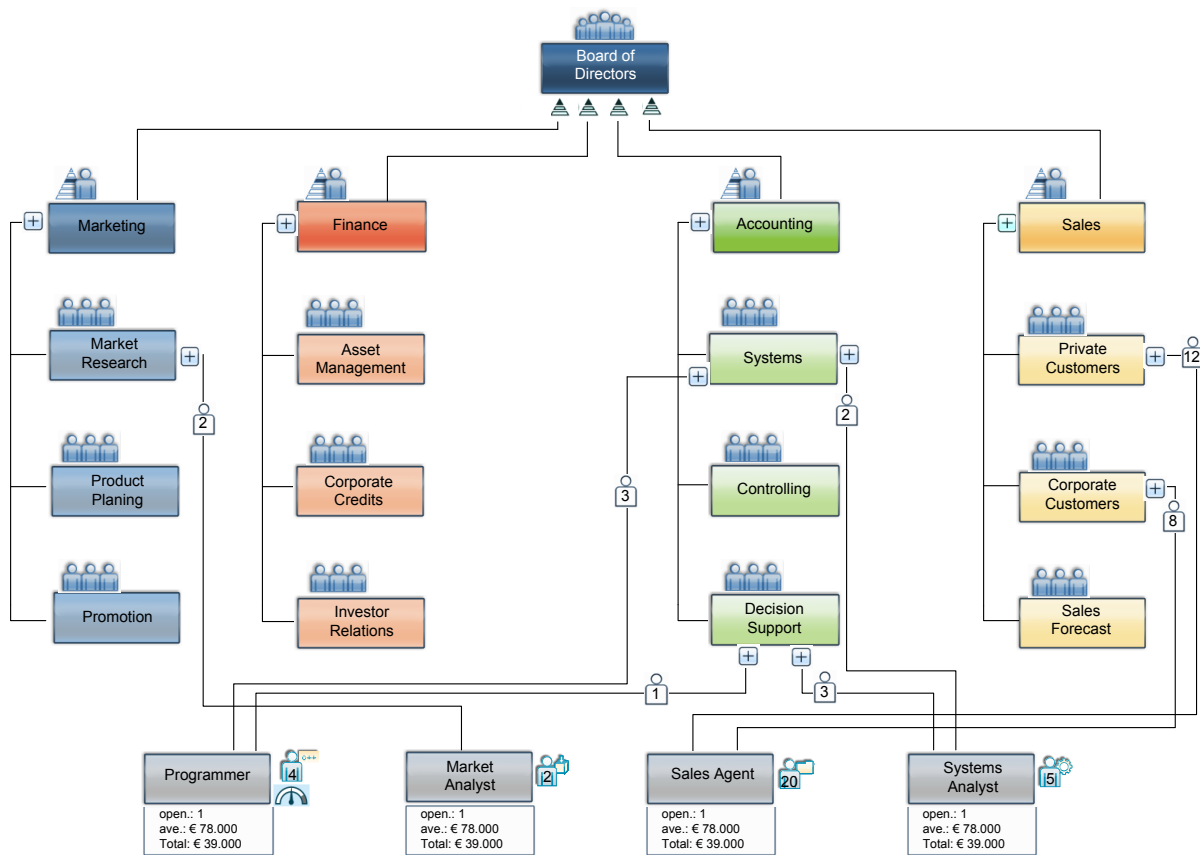 Board of
Directors
Marketing
Finance
Accounting
Sales
Market
Research
Asset
Management
Systems
Private
Customers
12
2
2
Product
Planing
Corporate
Credits
3
Controlling
Corporate
Customers
8
Promotion
Investor
Relations
Decision
Support
Sales
Forecast
1
3
Programmer
4
C++
Market
Analyst
2
Sales Agent
20
Systems
Analyst
5
open.: 1
ave.: € 78.000
Total: € 39.000
open.: 1
ave.: € 78.000
Total: € 39.000
open.: 1
ave.: € 78.000
Total: € 39.000
open.: 1
ave.: € 78.000
Total: € 39.000